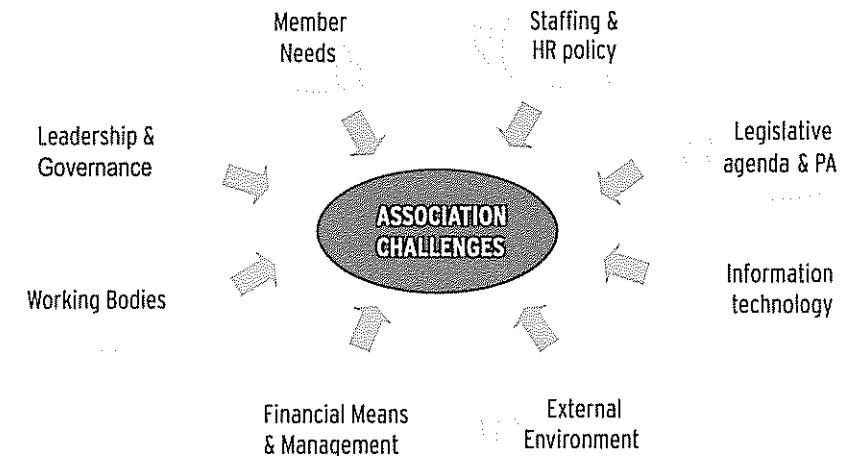 Member
Needs
Staffing &
HR policy
Leadership &
Governance
Legislative
agenda & PA
ASSOCIATION
CHALLENGES
Working Bodies
Information
technology
Financial Means
& Management
External
Environment